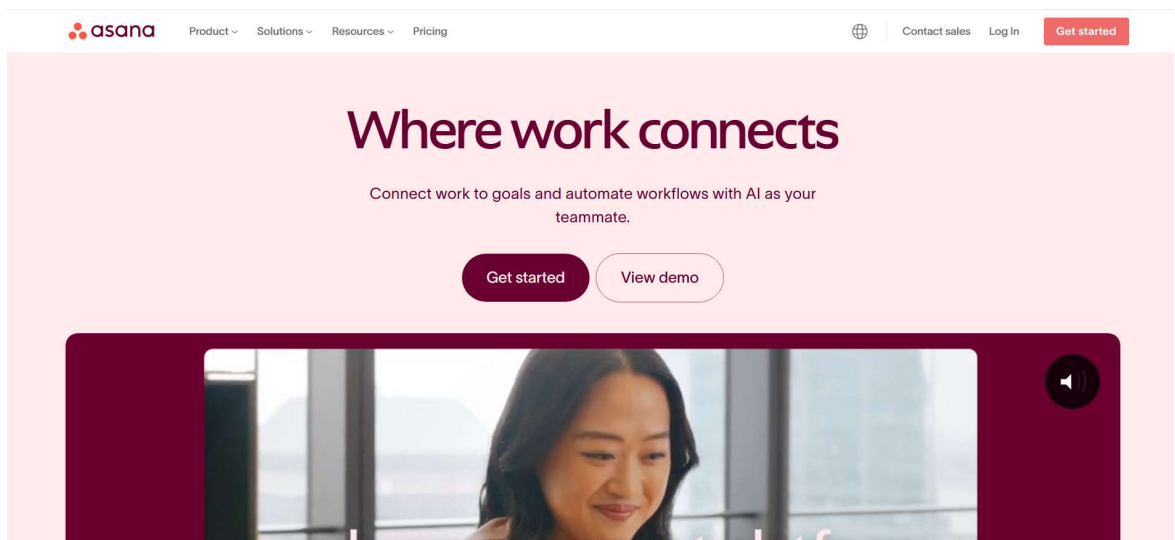 asana
Product
Solutions
Resources
Pricing
Contact sales
Log In
Get started
Where work connects
Connect work to goals and automate workflows with AI as your
teammate.
Get started
View demo